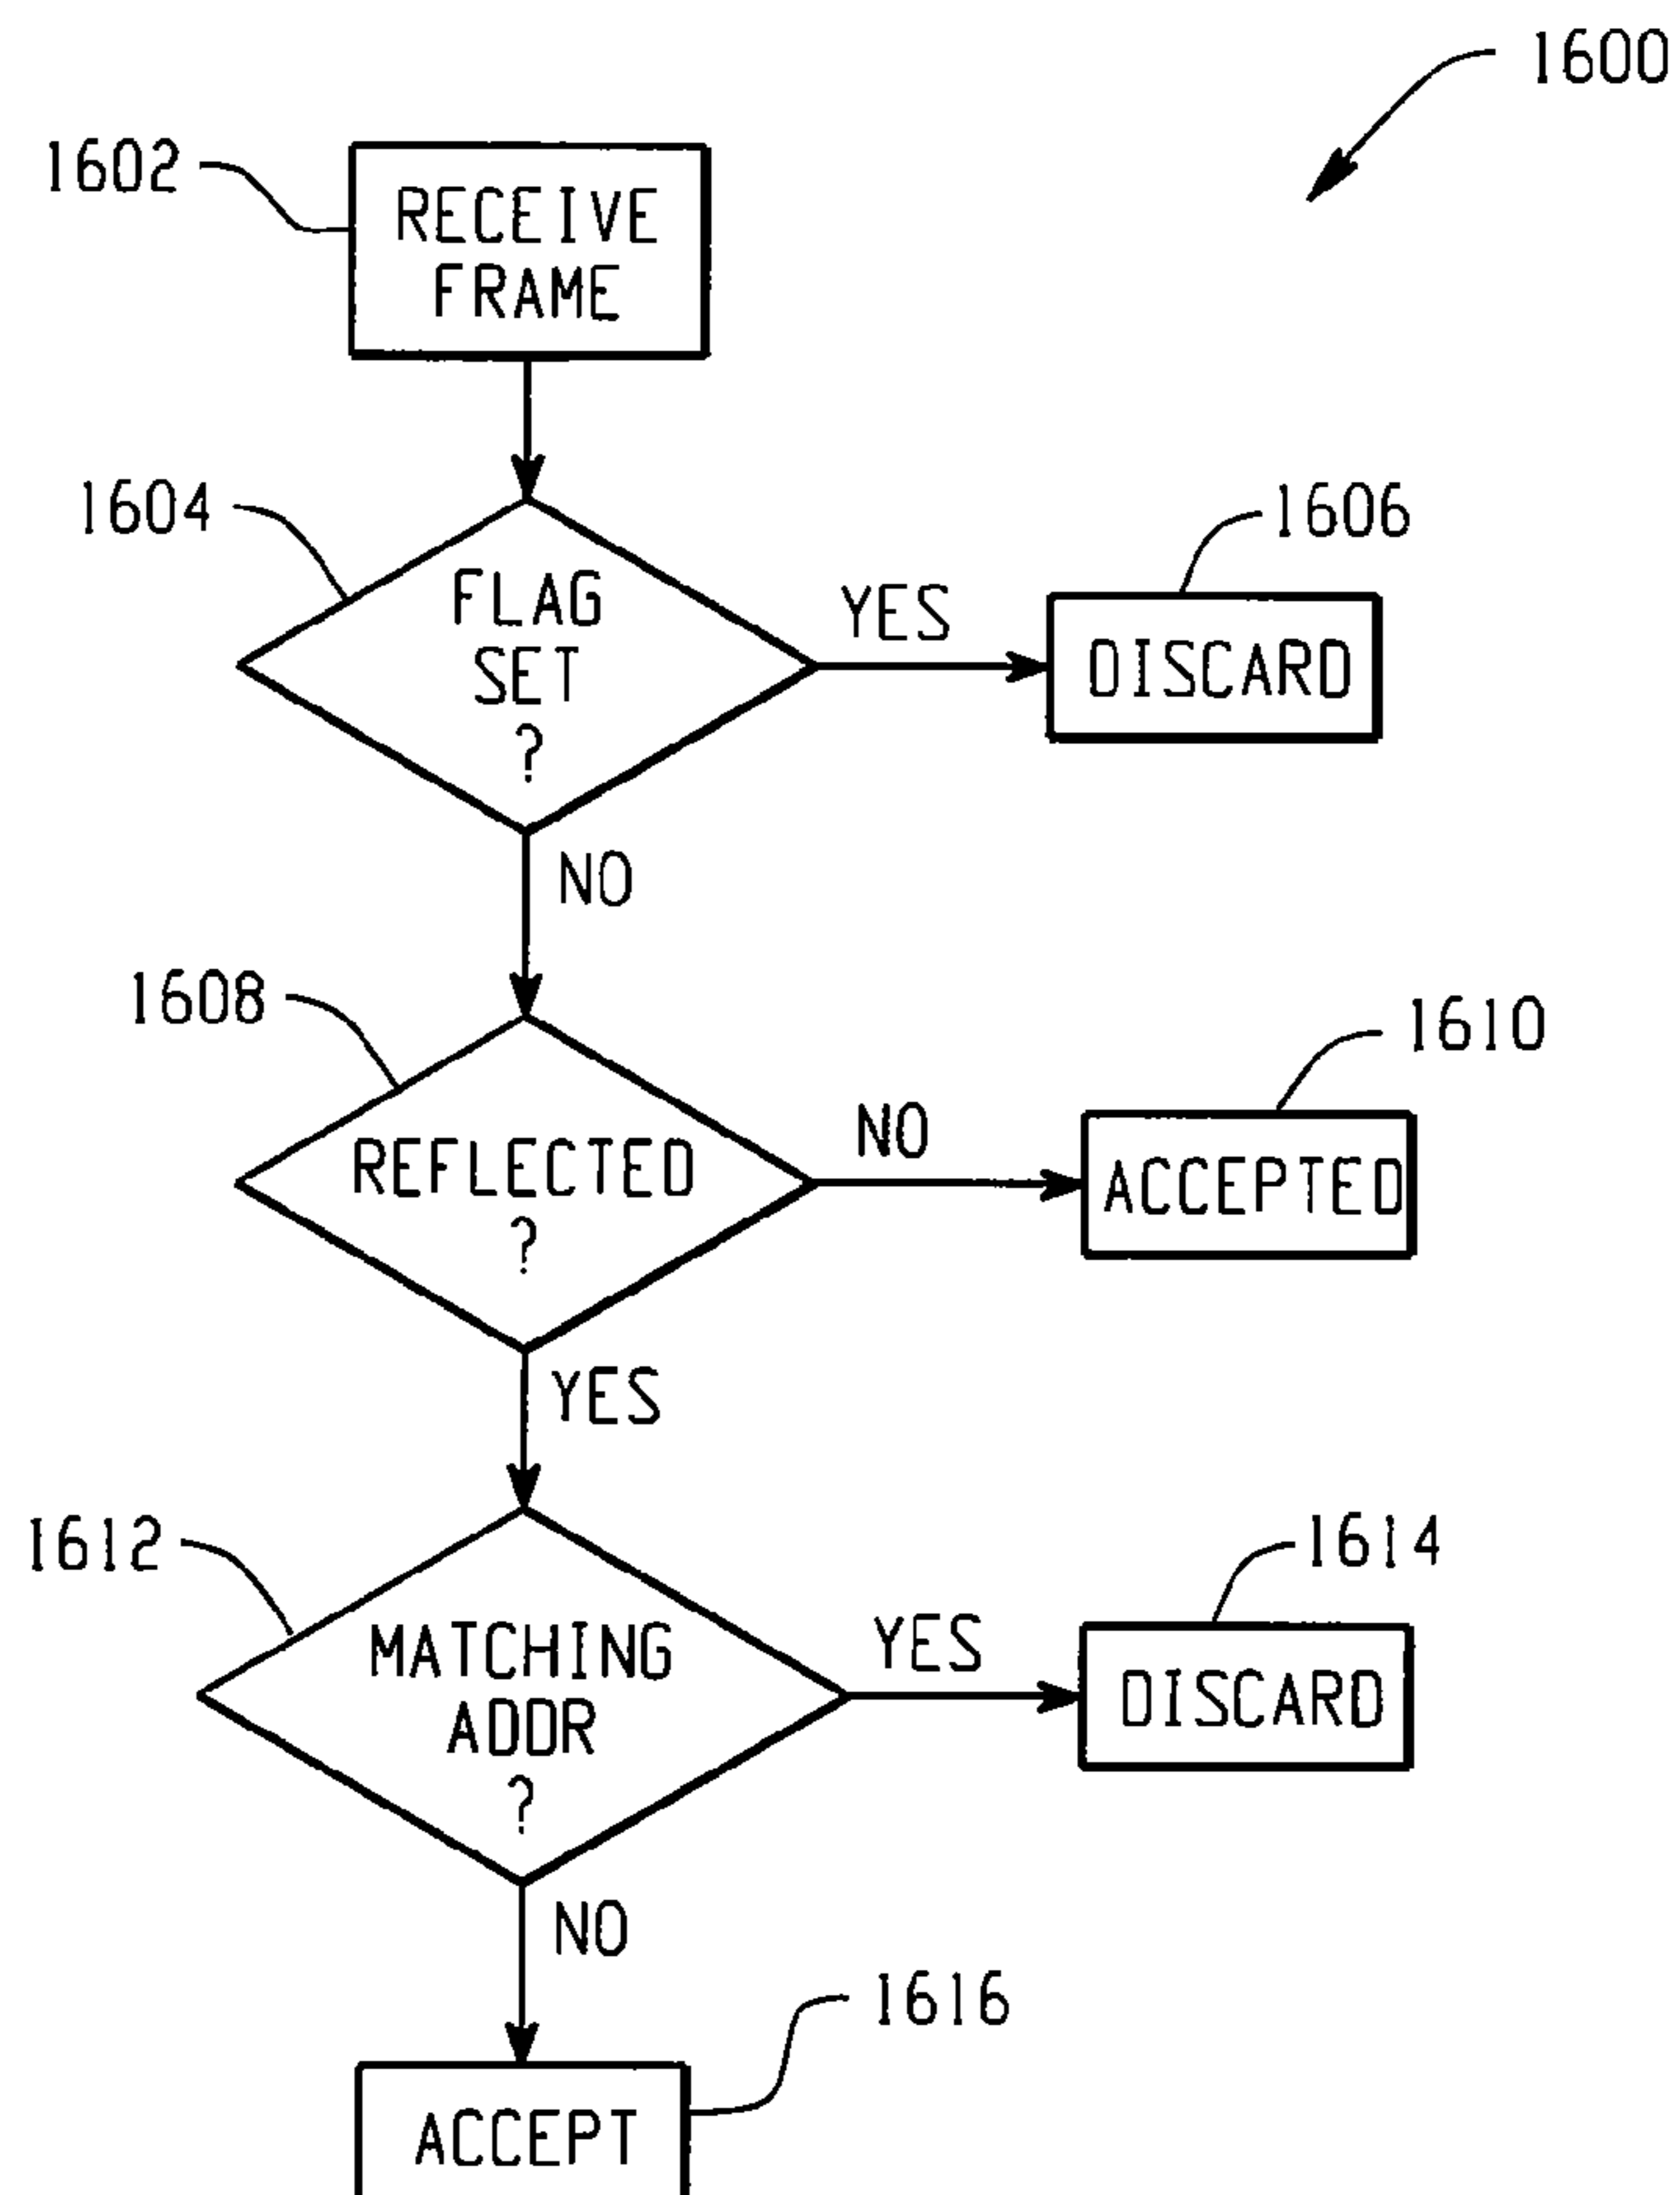 1600
1602
RECEIVE
FRAME
1604
FLAG
SET
?
YES
1606
DISCARD
NO
1608
REFLECTED
?
NO
1610
ACCEPTED
YES
1612
MATCHING
ADDR
?
YES
1614
DISCARD
NO
1616
ACCEPT